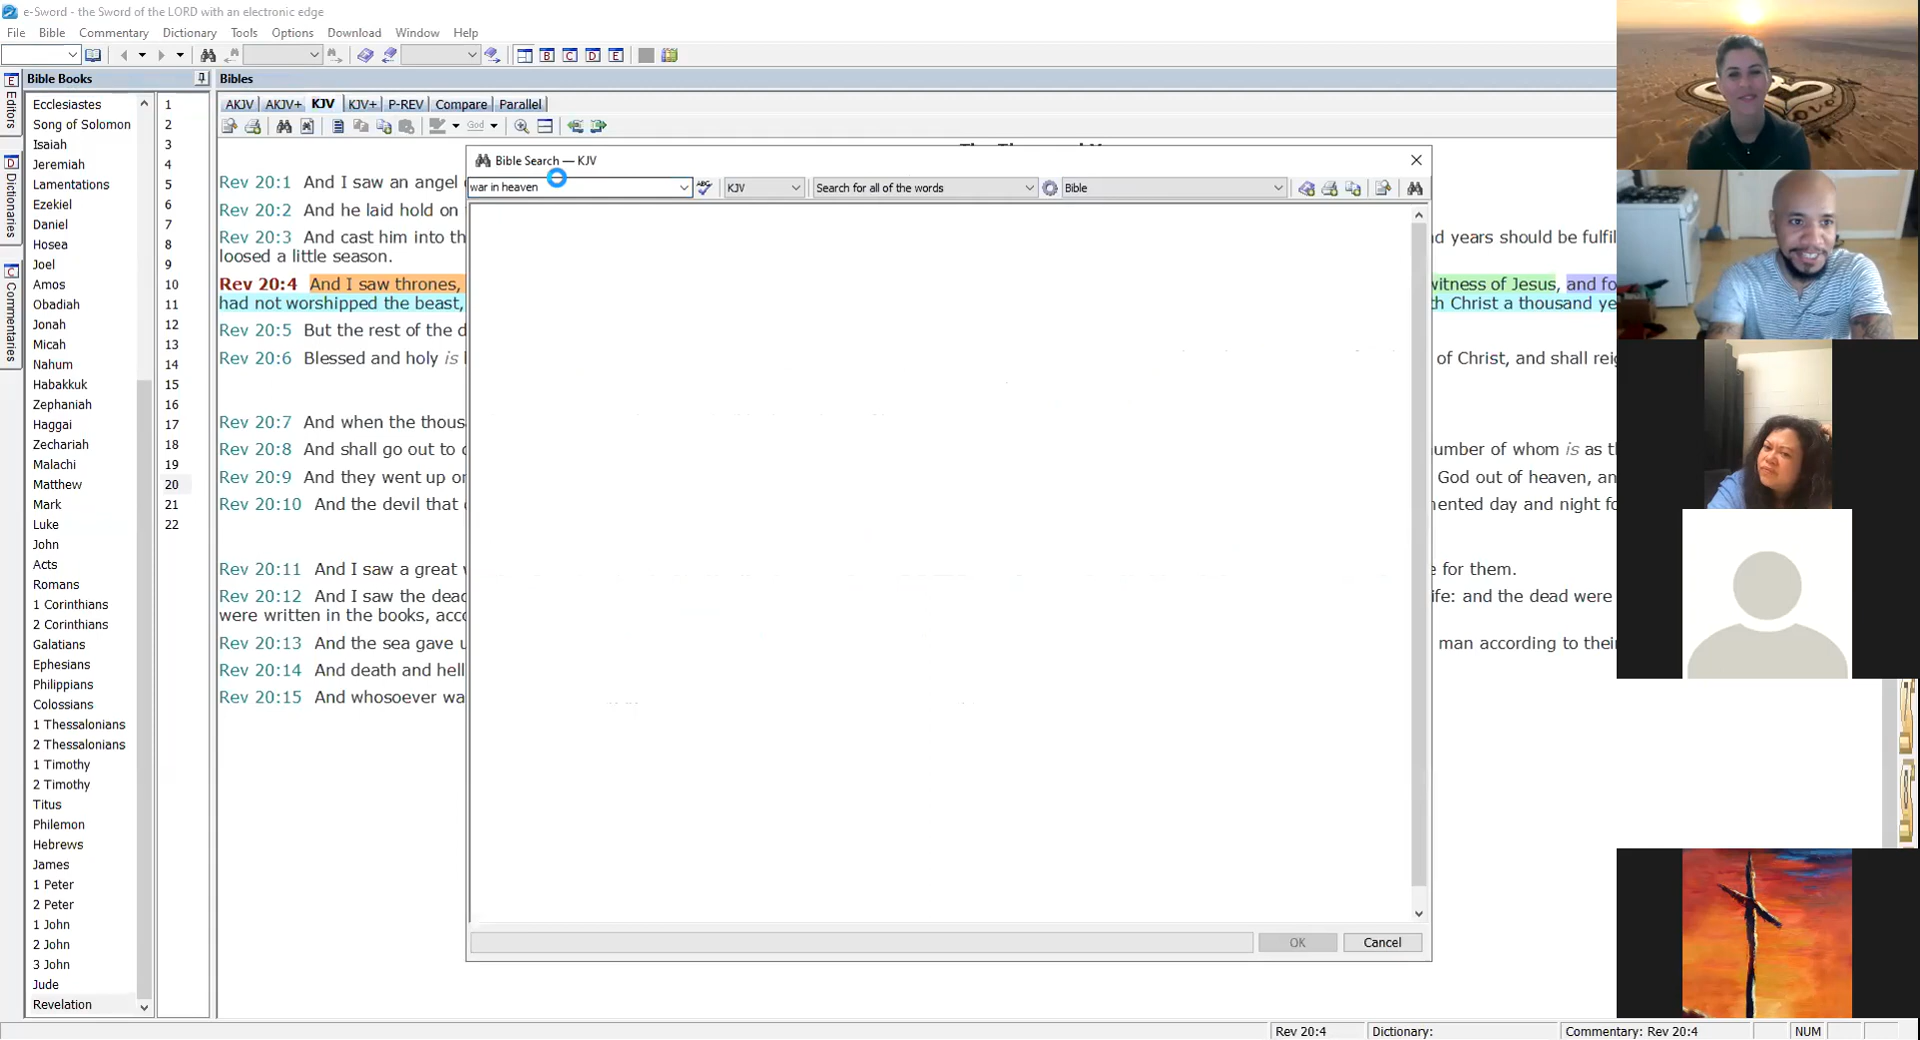 e-Sword - the Sword of the LORD with an electronic edge
File Bible Commentary Dictionary Tools Options Download Window Help
Bible Books
Bibles
Editors
Dictionaries
Commentaries
AKJV AKJV+ KJV KJV+ P-REV Compare Parallel
God
Ecclesiastes
Song of Solomon
Isaiah
Jeremiah
Lamentations
Ezekiel
Daniel
Hosea
Joel
Amos
Obadiah
Jonah
Micah
Nahum
Habakkuk
Zephaniah
Haggai
Zechariah
Malachi
Matthew
Mark
Luke
John
Acts
Romans
1 Corinthians
2 Corinthians
Galatians
Ephesians
Philippians
Colossians
1 Thessalonians
2 Thessalonians
1 Timothy
2 Timothy
Titus
Philemon
Hebrews
James
1 Peter
2 Peter
1 John
2 John
3 John
Jude
Revelation
1
2
3
4
5
6
7
8
9
10
11
12
13
14
15
16
17
18
19
20
21
22
Bible Search — KJV
war in heaven KJV Search for all of the words Bible
Rev 20:1 And I saw an angel
Rev 20:2 And he laid hold on
Rev 20:3 And cast him into th d years should be fulfil
loosed a little season.
Rev 20:4 And I saw thrones, witness of Jesus, and fo
had not worshipped the beast, th Christ a thousand ye
Rev 20:5 But the rest of the d
Rev 20:6 Blessed and holy is of Christ, and shall rei
Rev 20:7 And when the thous
Rev 20:8 And shall go out to umber of whom is as t
Rev 20:9 And they went up or God out of heaven, an
Rev 20:10 And the devil that ented day and night fo
Rev 20:11 And I saw a great e for them.
Rev 20:12 And I saw the dead ife: and the dead were
were written in the books, acc
Rev 20:13 And the sea gave u man according to their
Rev 20:14 And death and hell
Rev 20:15 And whosoever wa
OK Cancel
Rev 20:4 Dictionary: Commentary: Rev 20:4 NUM